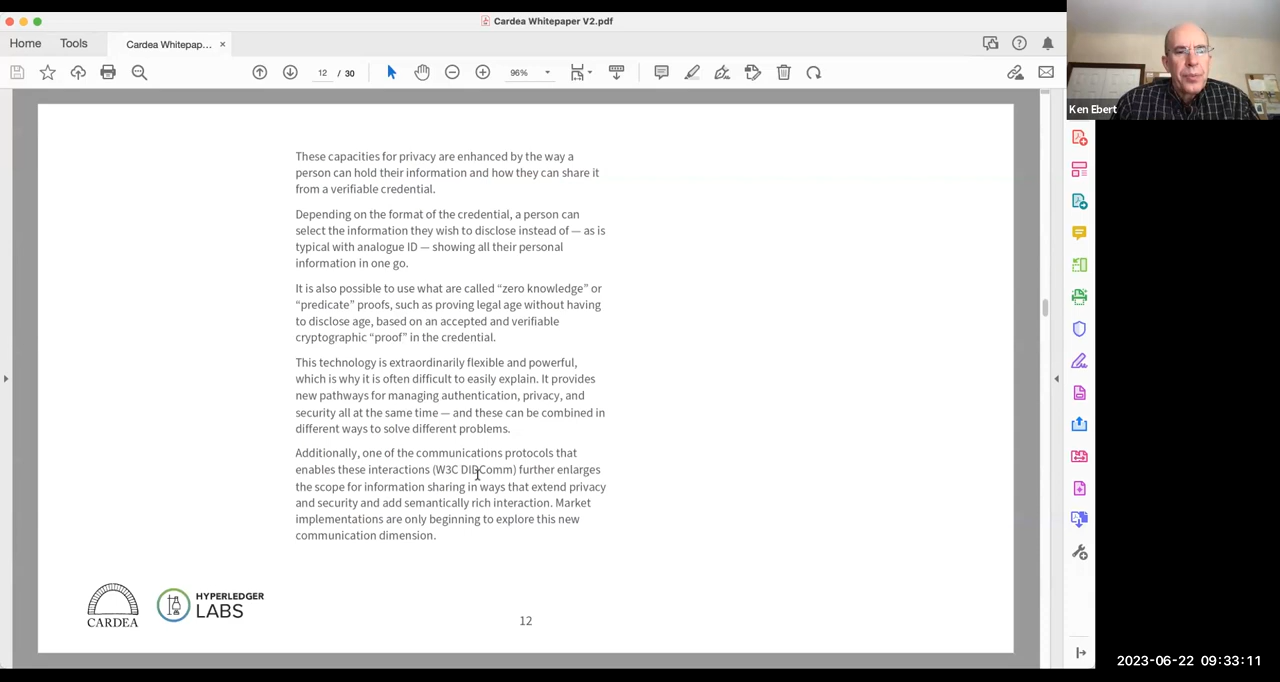 Cardea Whitepaper V2.pdf
Home Tools Cardea Whitepap... ×
12 / 30 96%
Ken Ebert
These capacities for privacy are enhanced by the way a
person can hold their information and how they can share it
from a verifiable credential.
Depending on the format of the credential, a person can
select the information they wish to disclose instead of — as is
typical with analogue ID — showing all their personal
information in one go.
It is also possible to use what are called “zero knowledge” or
“predicate” proofs, such as proving legal age without having
to disclose age, based on an accepted and verifiable
cryptographic “proof” in the credential.
This technology is extraordinarily flexible and powerful,
which is why it is often difficult to easily explain. It provides
new pathways for managing authentication, privacy, and
security all at the same time — and these can be combined in
different ways to solve different problems.
Additionally, one of the communications protocols that
enables these interactions (W3C DIDComm) further enlarges
the scope for information sharing in ways that extend privacy
and security and add semantically rich interaction. Market
implementations are only beginning to explore this new
communication dimension.
CARDEA
HYPERLEDGER
LABS
12
2023-06-22 09:33:11